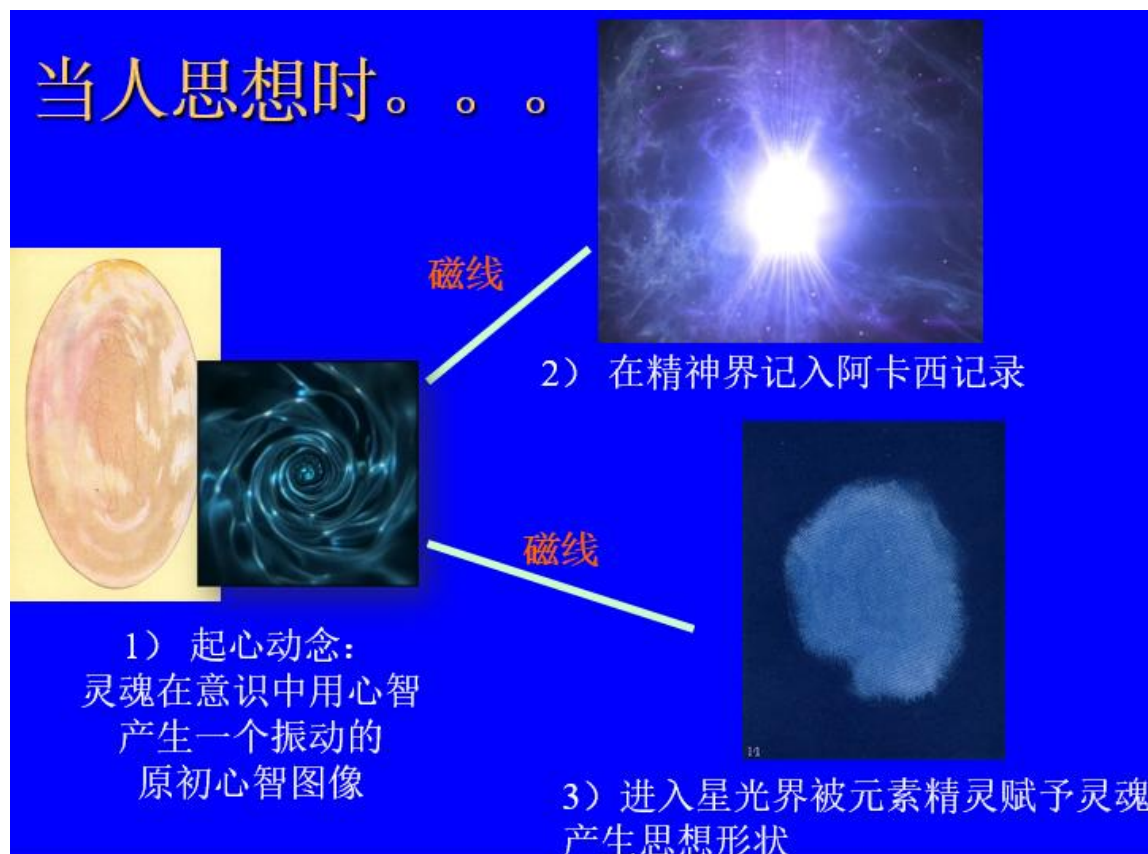 当人思想时。。。
磁线
2） 在精神界记入阿卡西记录
磁线
1） 起心动念：
灵魂在意识中用心智
产生一个振动的
原初心智图像
14
3）进入星光界被元素精灵赋予灵魂
产生思想形状